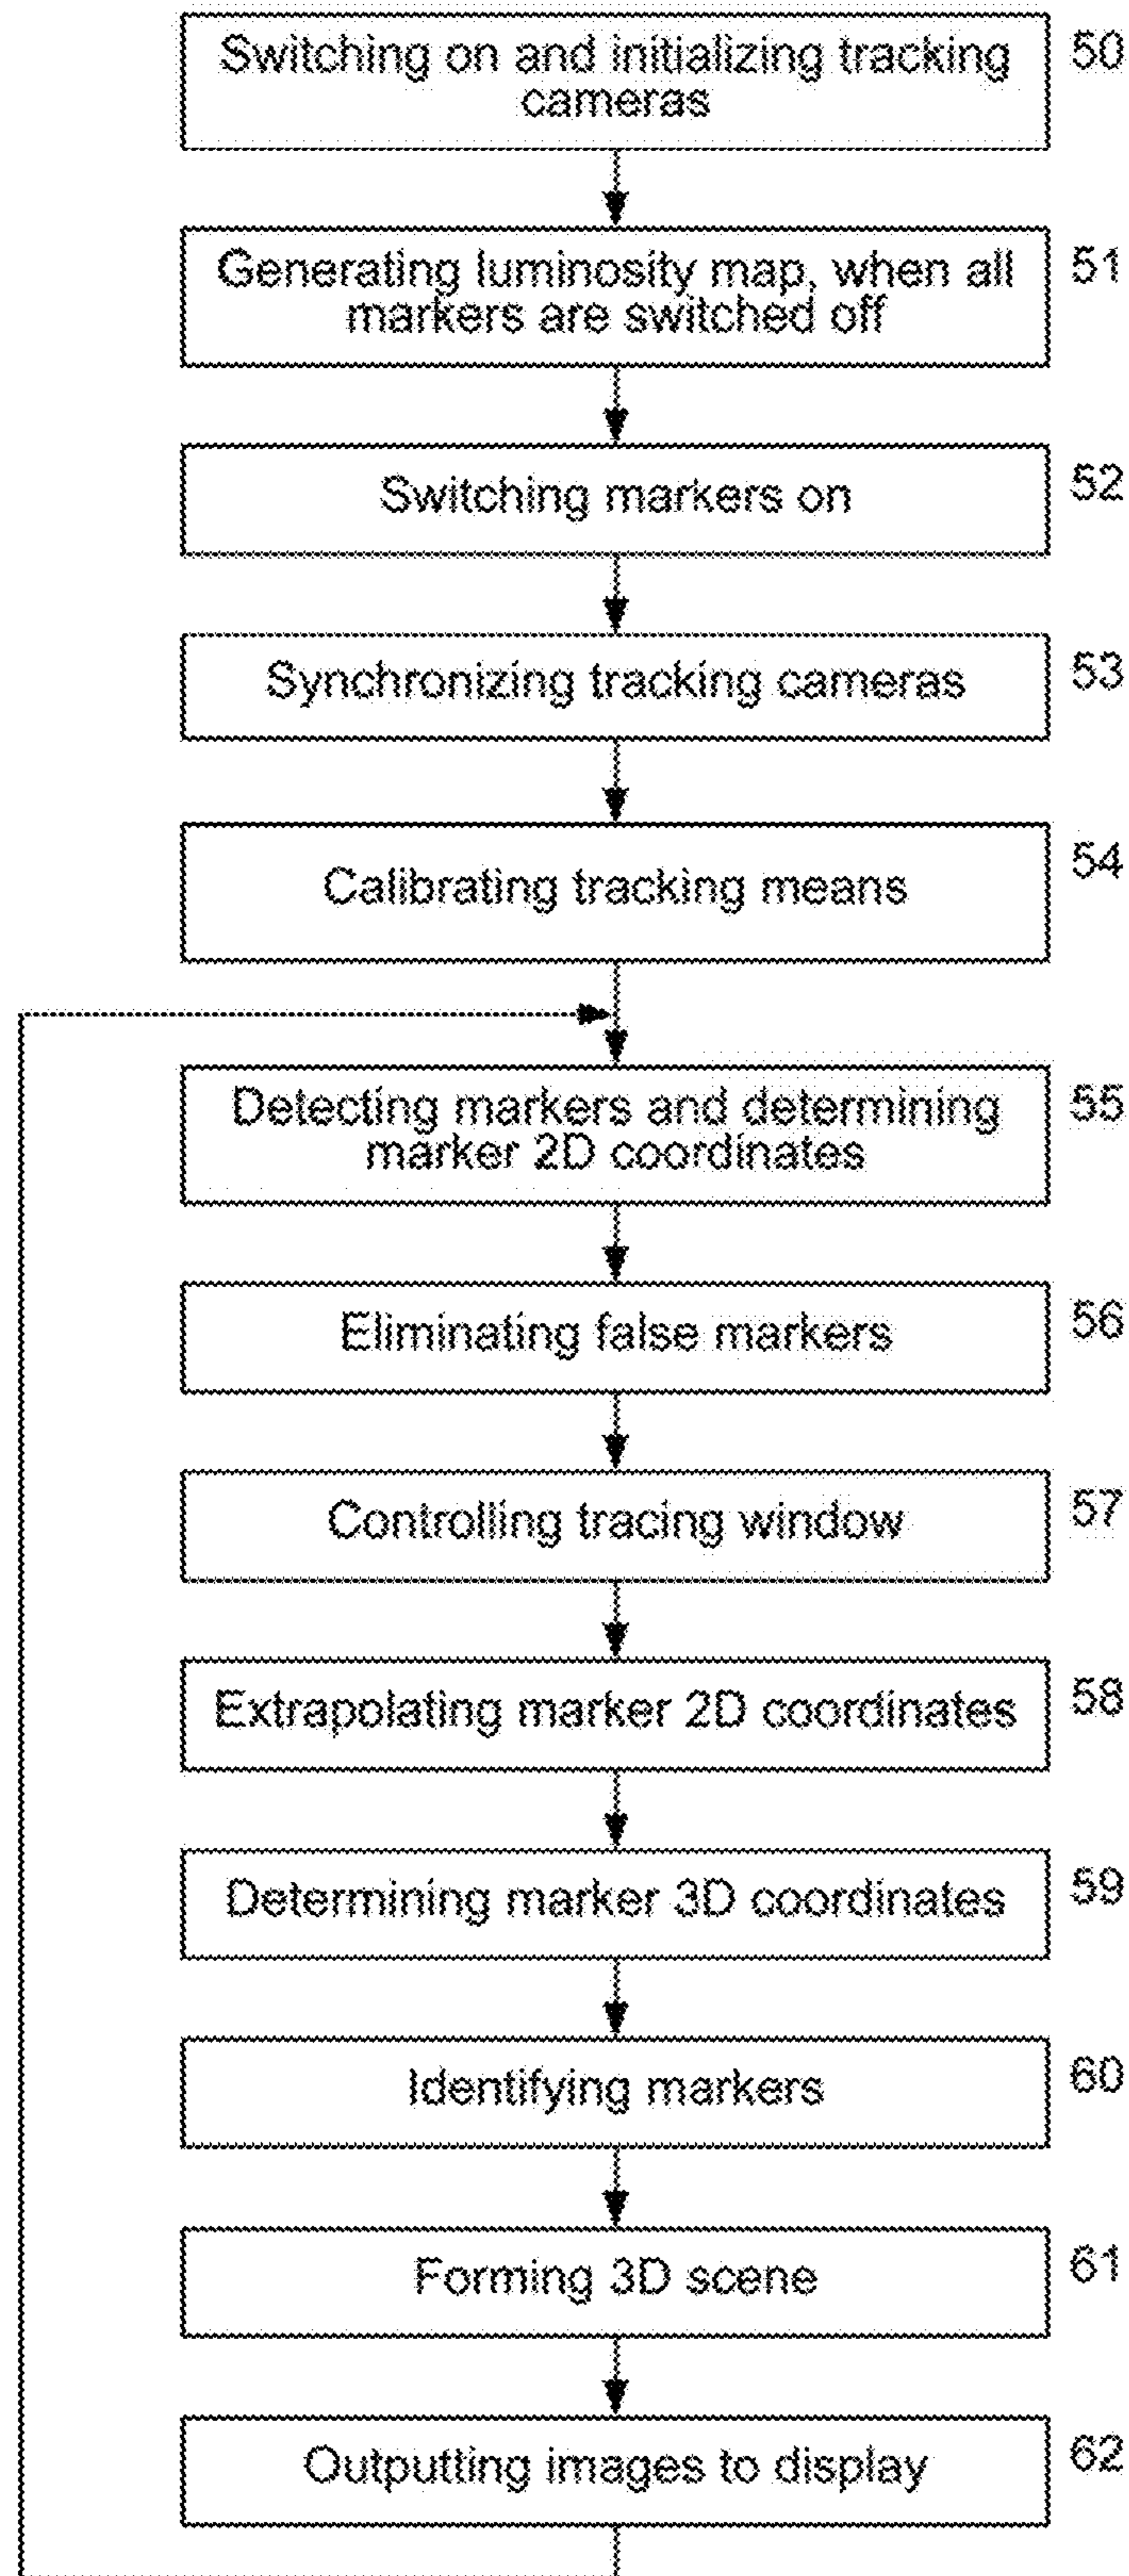 Switching on and initializing tracking
cameras
50
Generating luminosity map, when all
markers are switched off
51
Switching markers on
52
Synchronizing tracking cameras
53
Calibrating tracking means
54
Detecting markers and determining
marker 2D coordinates
55
Eliminating false markers
56
Controlling tracing window
57
Extrapolating marker 2D coordinates
58
Determining marker 3D coordinates
59
Identifying markers
60
Forming 3D scene
61
Outputting images to display
62